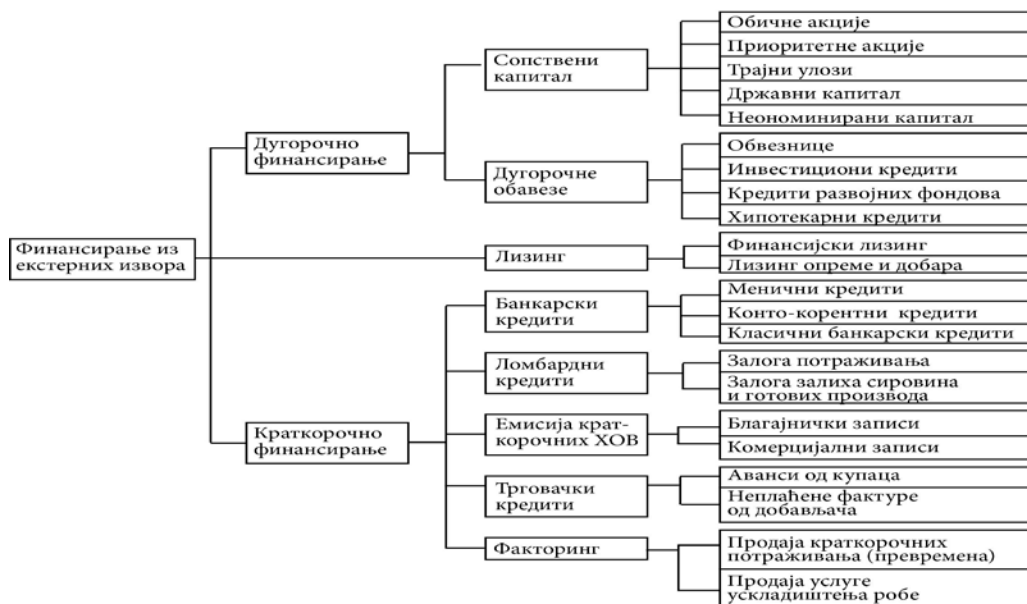 Финансирање из
екстерних извора
Дугорочно
финансирање
Сопствени
капитал
Обичне акције
Приоритетне акције
Трајни улози
Државни капитал
Неономинирани капитал
Дугорочне
обавезе
Обвезнице
Инвестициони кредити
Кредити развојних фондова
Хипотекарни кредити
Лизинг
Финансијски лизинг
Лизинг опреме и добара
Краткорочно
финансирање
Банкарски
кредити
Менични кредити
Конто-корентни кредити
Класични банкарски кредити
Ломбардни
кредити
Залога потраживања
Залога залиха сировина
и готових производа
Емисија крат-
корочних ХОВ
Благајнички записи
Комерцијални записи
Трговачки
кредити
Аванси од купаца
Неплаћене фактуре
од добављача
Факторинг
Продаја краткорочних
потраживања (превремена)
Продаја услуге
ускладиштења робе